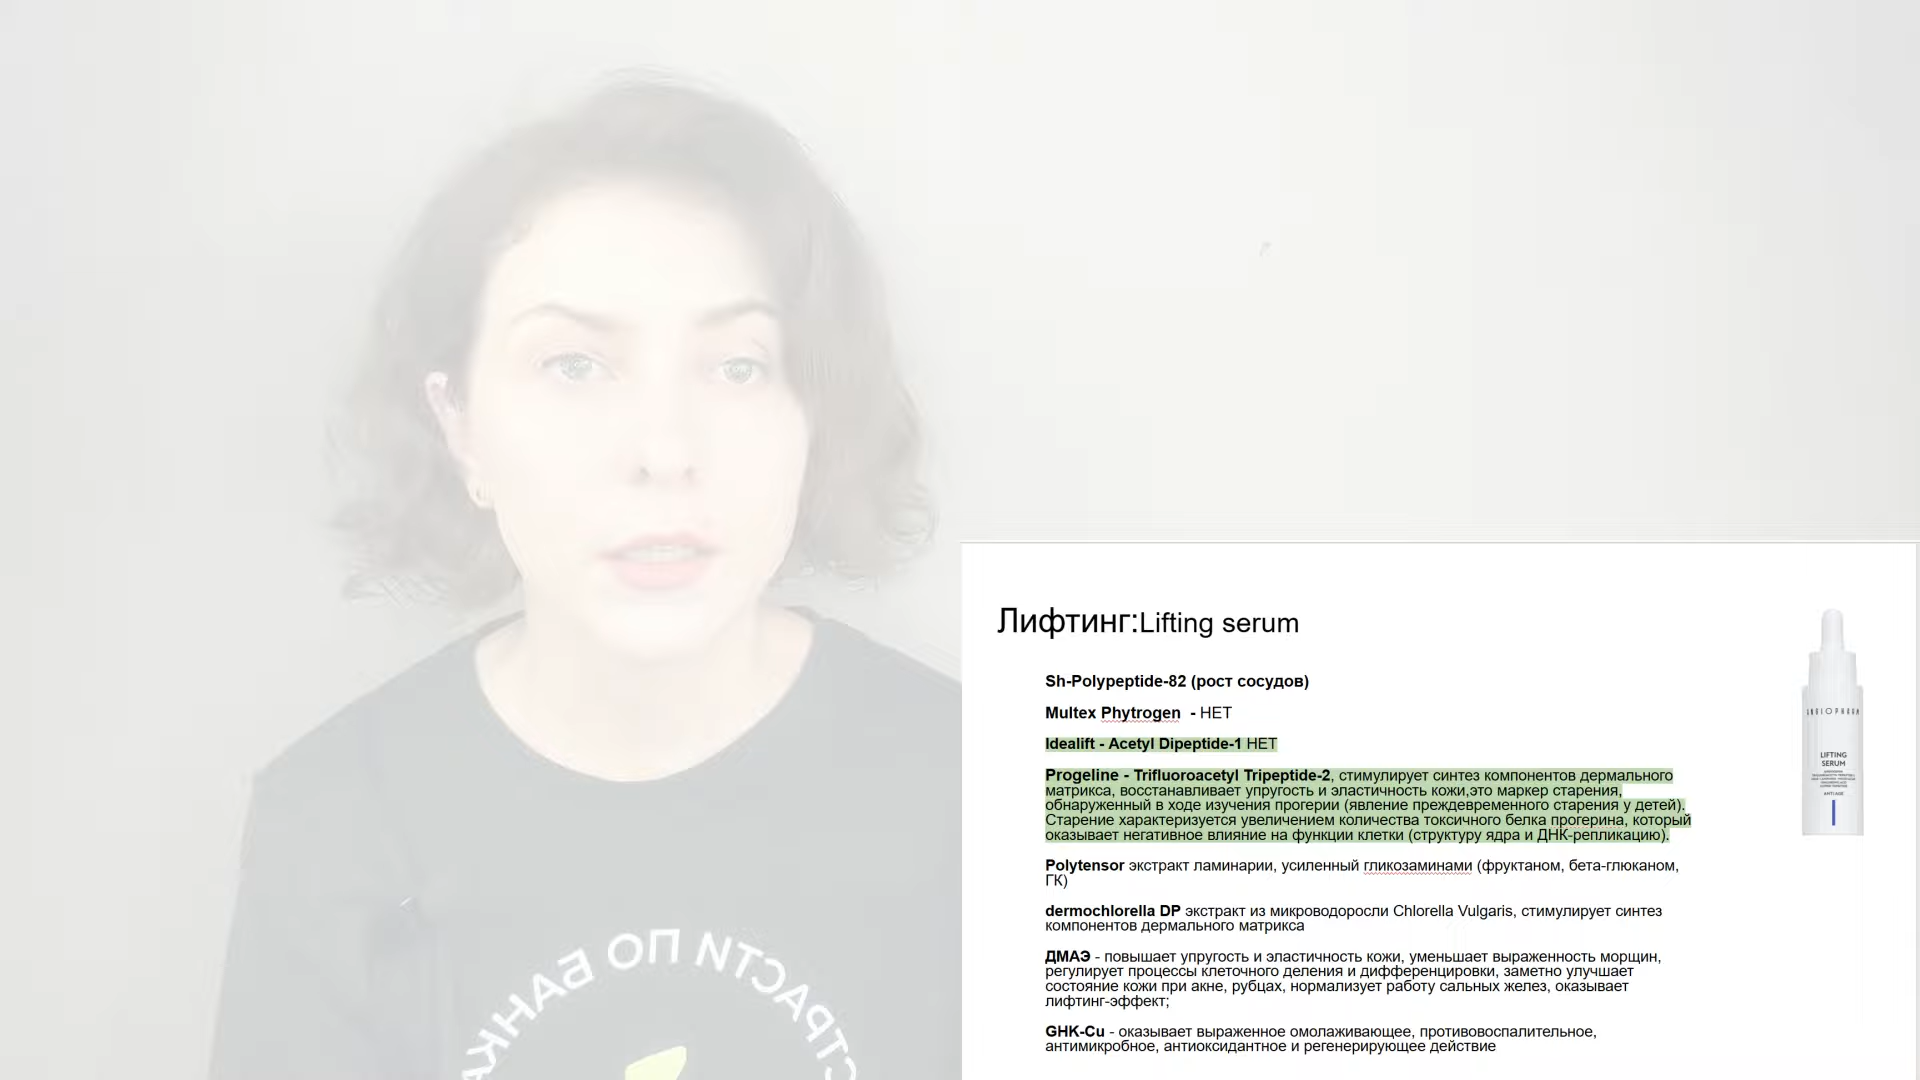 Лифтинг:Lifting serum
Sh-Polypeptide-82 (рост сосудов)
Multex Phytrogen - НЕТ
Idealift - Acetyl Dipeptide-1 НЕТ
Progeline - Trifluoroacetyl Tripeptide-2, стимулирует синтез компонентов дермального
матрикса, восстанавливает упругость и эластичность кожи,это маркер старения,
обнаруженный в ходе изучения прогерии (явление преждевременного старения у детей).
Старение характеризуется увеличением количества токсичного белка прогерина, который
оказывает негативное влияние на функции клетки (структуру ядра и ДНК-репликацию).
Polytensor экстракт ламинарии, усиленный гликозаминами (фруктаном, бета-глюканом,
ГК)
dermochlorella DP экстракт из микроводоросли Chlorella Vulgaris, стимулирует синтез
компонентов дермального матрикса
ДМАЭ - повышает упругость и эластичность кожи, уменьшает выраженность морщин,
регулирует процессы клеточного деления и дифференцировки, заметно улучшает
состояние кожи при акне, рубцах, нормализует работу сальных желез, оказывает
лифтинг-эффект;
GHK-Cu - оказывает выраженное омолаживающее, противовоспалительное,
антимикробное, антиоксидантное и регенерирующее действие
ANGIOPHARM
LIFTING
SERUM
ANTI AGE
СТРАСТИ ПО БАНКА